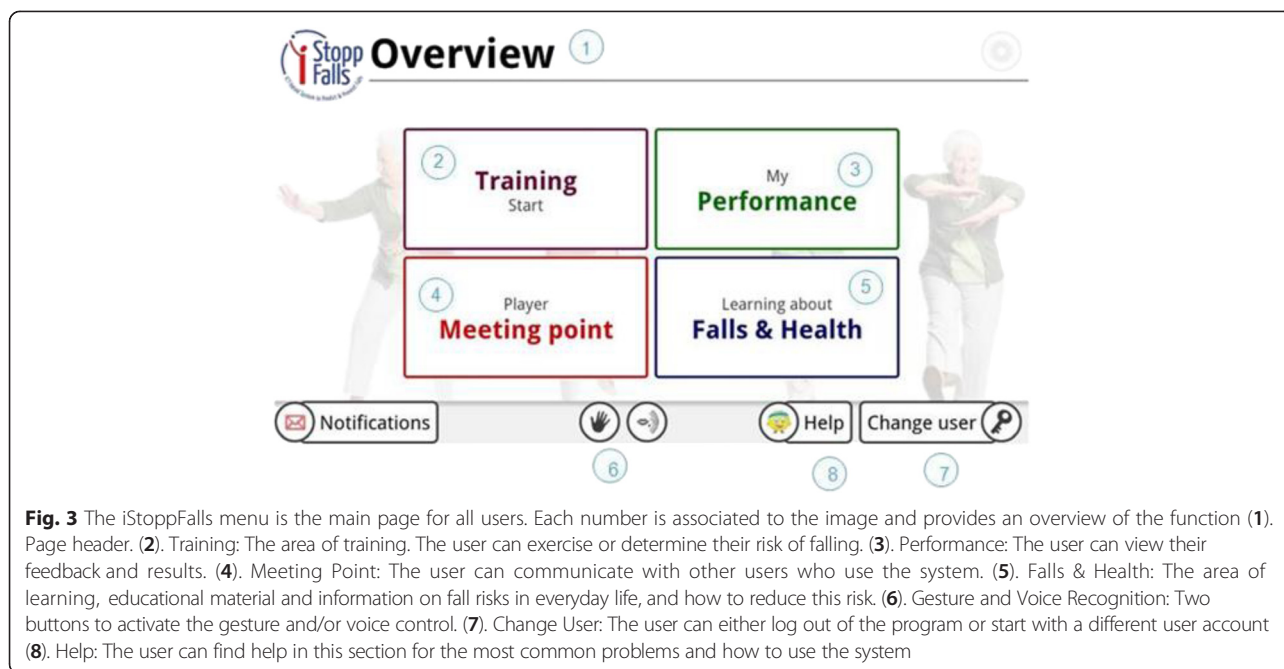 Stopp
Falls
Overview
1
2
Training
Start
My
3
Performance
4
Player
Meeting point
5
Learning about
Falls & Health
Notifications
Help
Change user
6
8
7
Fig. 3 The iStoppFalls menu is the main page for all users. Each number is associated to the image and provides an overview of the function (1).
Page header. (2). Training: The area of training. The user can exercise or determine their risk of falling. (3). Performance: The user can view their
feedback and results. (4). Meeting Point: The user can communicate with other users who use the system. (5). Falls & Health: The area of
learning, educational material and information on fall risks in everyday life, and how to reduce this risk. (6). Gesture and Voice Recognition: Two
buttons to activate the gesture and/or voice control. (7). Change User: The user can either log out of the program or start with a different user account
(8). Help: The user can find help in this section for the most common problems and how to use the system